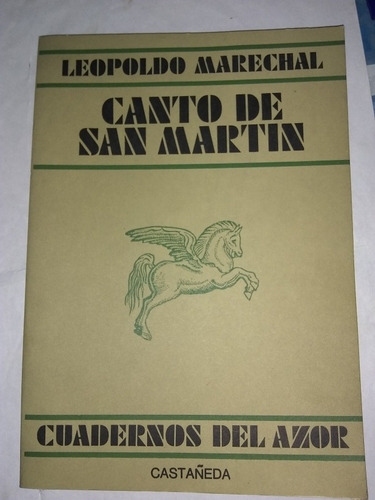 LEOPOLDO MARECHAL
CANTO DE
SAN MARTIN
CUADERNOS DEL AZOR
CASTAÑEDA